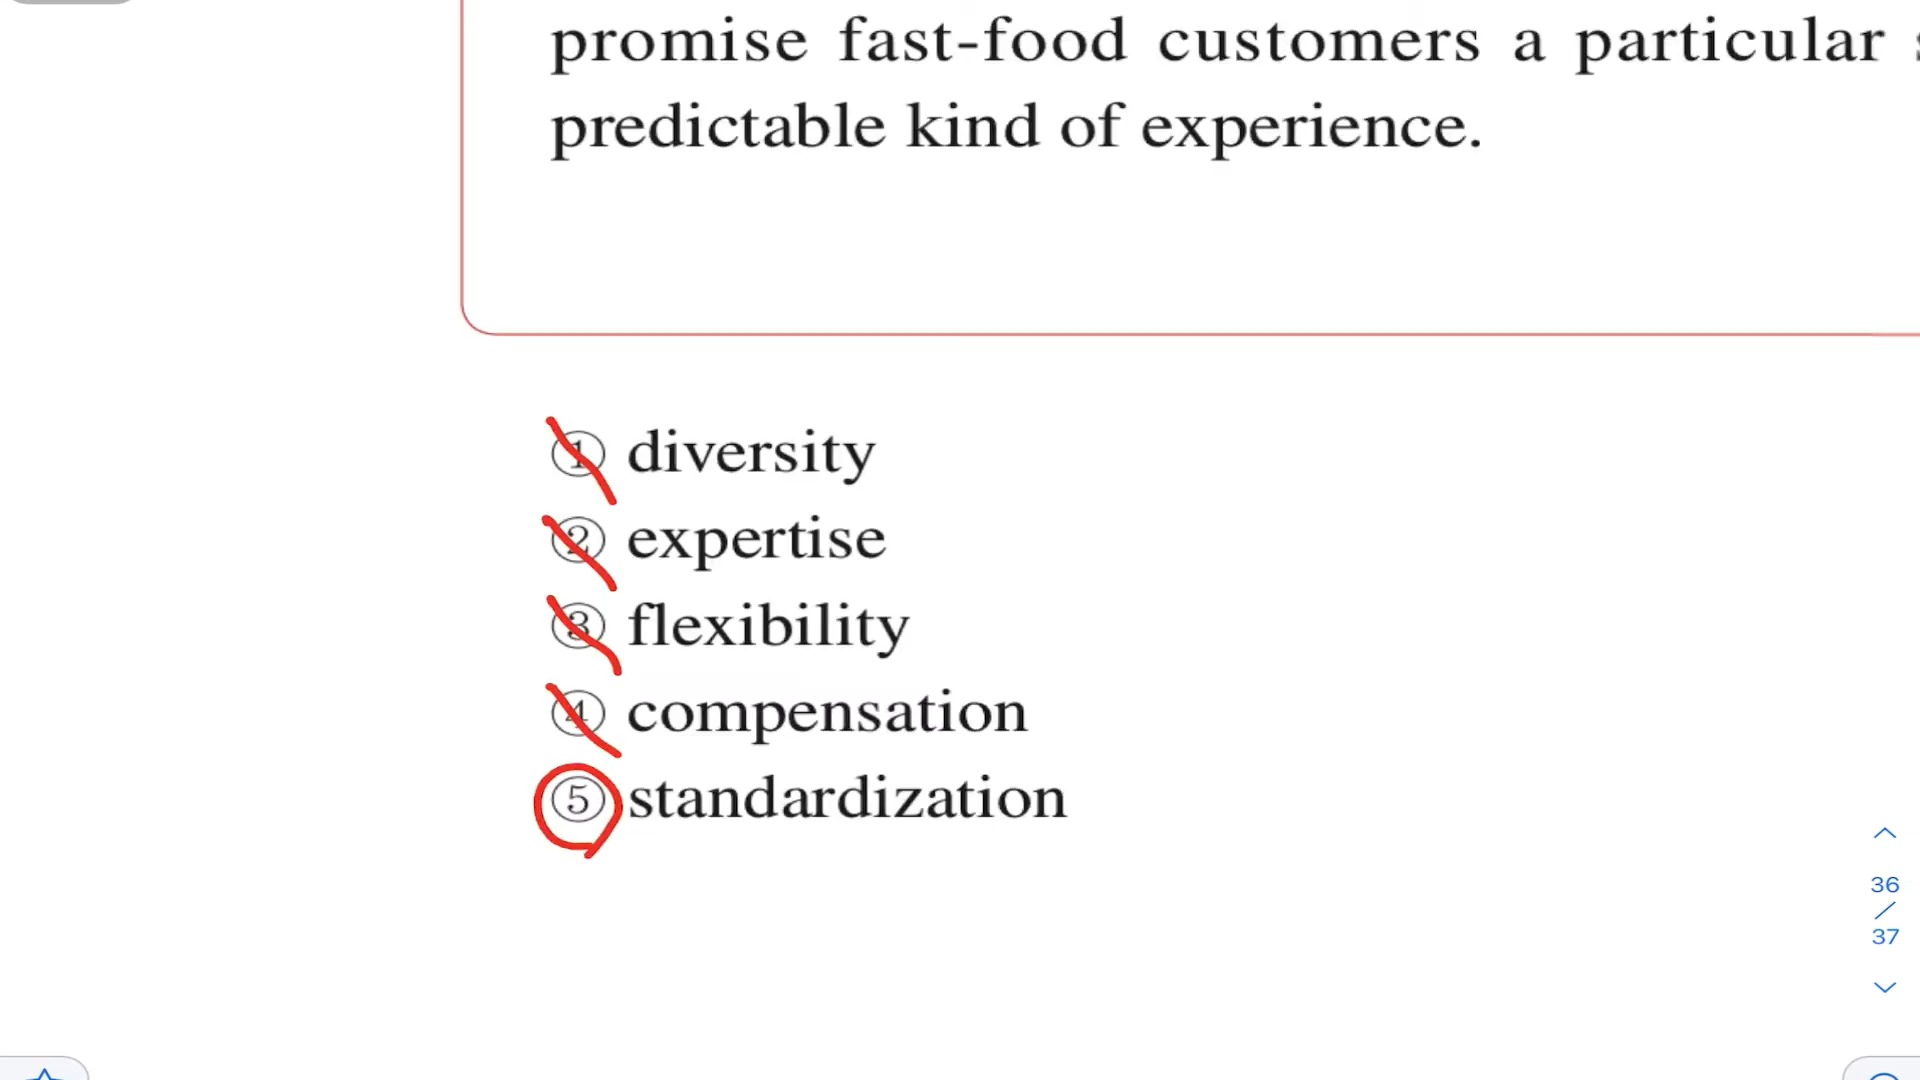 promise fast-food customers a particular
predictable kind of experience.
① diversity
② expertise
③ flexibility
④ compensation
⑤ standardization
36
/
37